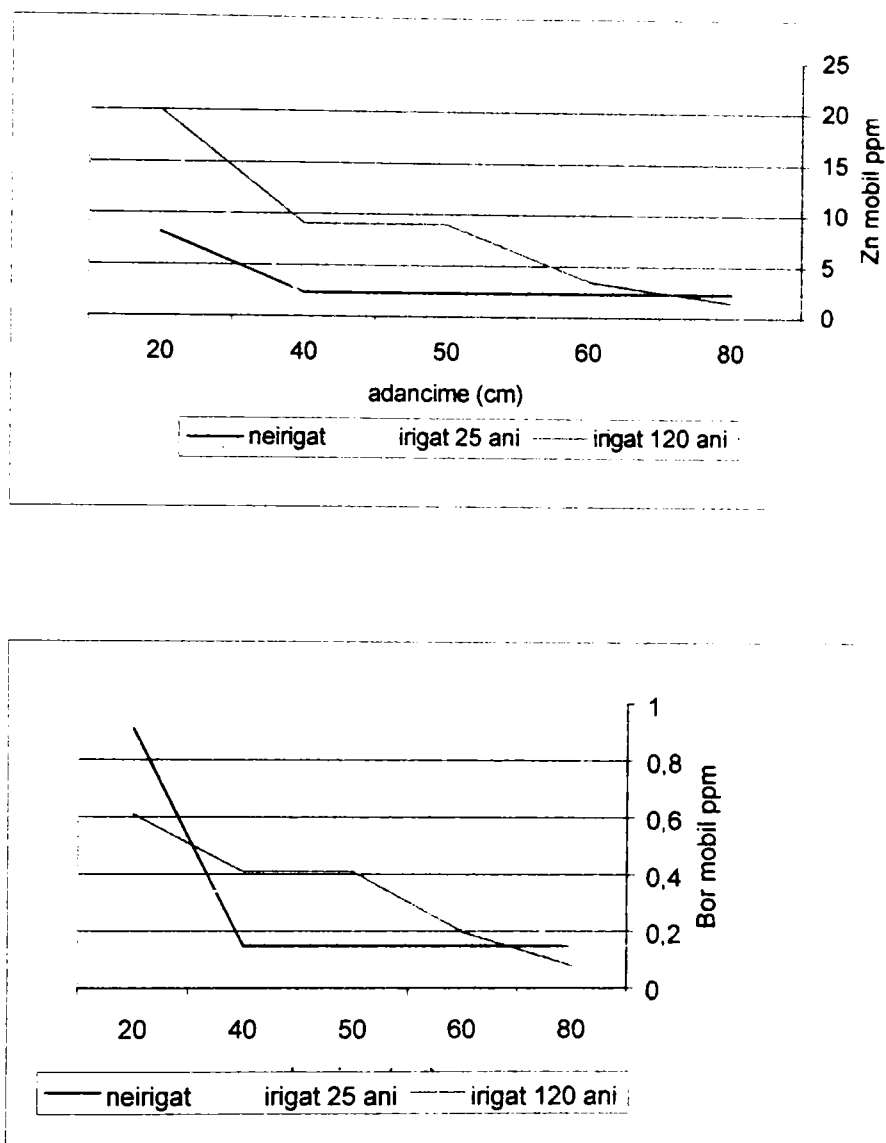 25
20
15
10
5
0
Zn mobil ppm
20 40 50 60 80
adancime (cm)
neirigat irigat 25 ani irigat 120 ani
1
0,8
0,6
0,4
0,2
0
Bor mobil ppm
20 40 50 60 80
neirigat irigat 25 ani irigat 120 ani